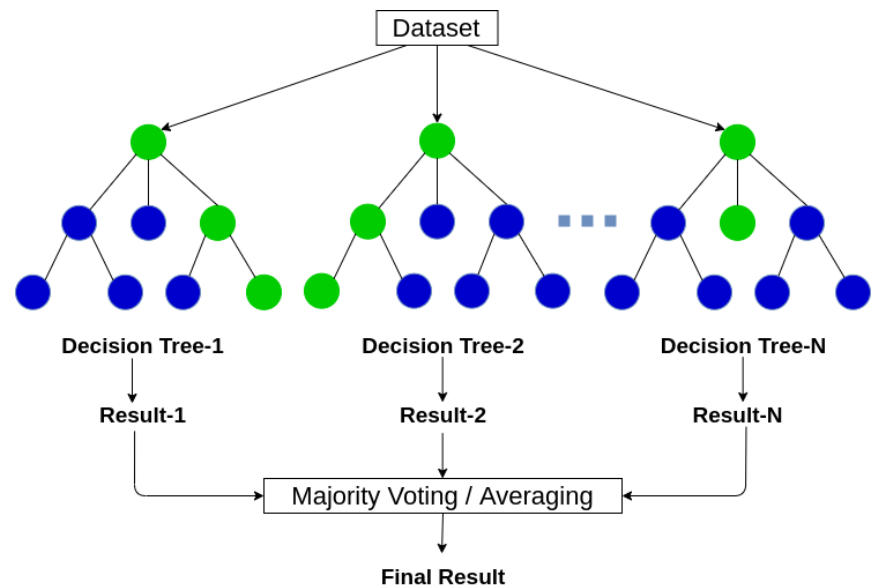 Dataset
Decision Tree-1
Decision Tree-2
Decision Tree-N
Result-1
Result-2
Result-N
Majority Voting / Averaging
Final Result